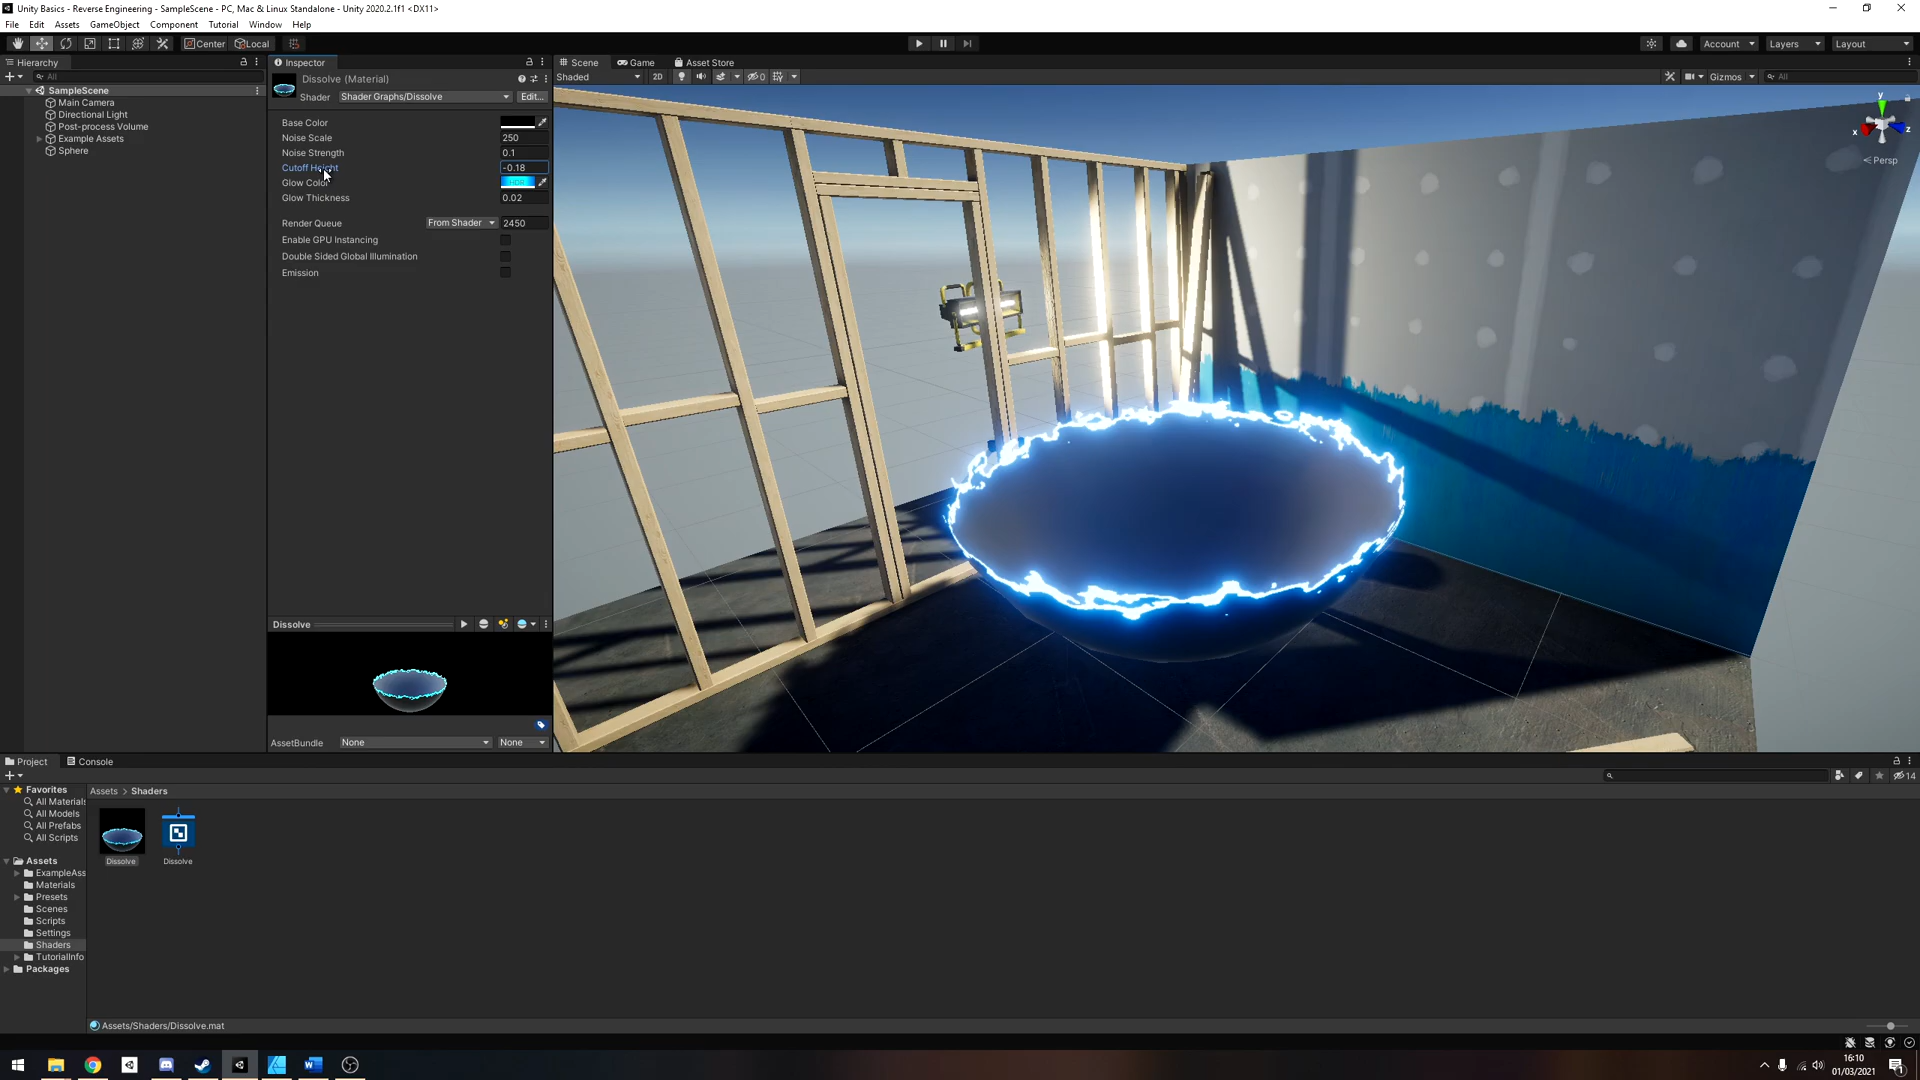 Unity Basics - Reverse Engineering - SampleScene - PC, Mac & Linux Standalone - Unity 2020.2.1f1 <DX11>
File Edit Assets GameObject Component Tutorial Window Help
Center Local
Account Layers Layout
Hierarchy
All
SampleScene
Main Camera
Directional Light
Post-process Volume
Example Assets
Sphere
Inspector
Dissolve (Material)
Shader Shader Graphs/Dissolve Edit...
Base Color
Noise Scale 250
Noise Strength 0.1
Cutoff Height -0.18
Glow Color HDR
Glow Thickness 0.02
Render Queue From Shader 2450
Enable GPU Instancing
Double Sided Global Illumination
Emission
Dissolve
AssetBundle None None
Scene Game Asset Store
Shaded 2D 0 Gizmos All
y
x z
Persp
Project Console
14
Favorites
All Materials
All Models
All Prefabs
All Scripts
Assets
ExampleAss
Materials
Presets
Scenes
Scripts
Settings
Shaders
TutorialInfo
Packages
Assets > Shaders
Dissolve Dissolve
Assets/Shaders/Dissolve.mat
16:10
01/03/2021